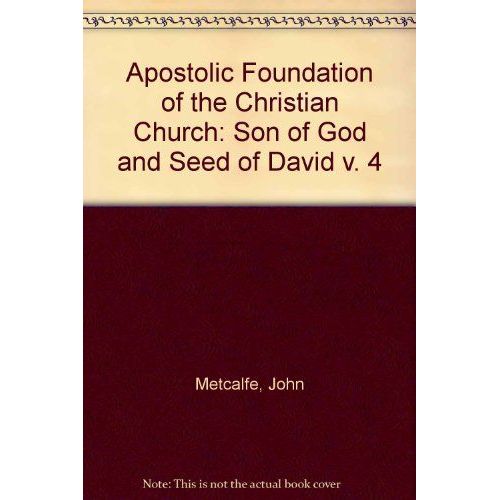 Apostolic Foundation
of the Christian
Church: Son of God
and Seed of David v. 4
Metcalfe, John
Note: This is not the actual book cover